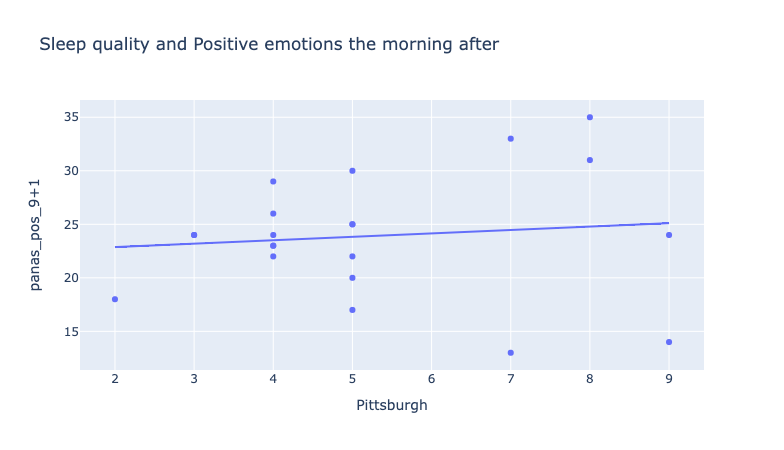 Sleep quality and Positive emotions the morning after
panas_pos_9+1
35
30
25
20
15
2 3 4 5 6 7 8 9
Pittsburgh